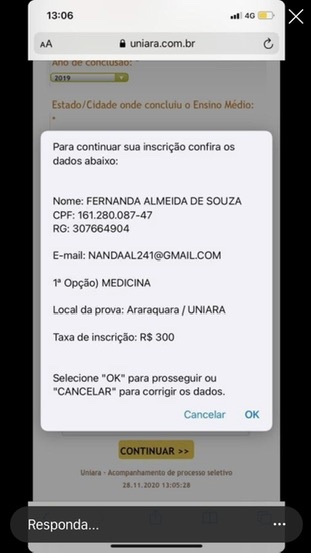 13:06
4G
AA uniara.com.br
Ano de conclusão: *
2019
Estado/Cidade onde concluiu o Ensino Médio:
*
Para continuar sua inscrição confira os
dados abaixo:
Nome: FERNANDA ALMEIDA DE SOUZA
CPF: 161.280.087-47
RG: 307664904
E-mail: NANDAAL241@GMAIL.COM
1ª Opção) MEDICINA
Local da prova: Araraquara / UNIARA
Taxa de inscrição: R$ 300
Selecione "OK" para prosseguir ou
"CANCELAR" para corrigir os dados.
Cancelar OK
CONTINUAR >>
Uniara - Acompanhamento de processo seletivo
28.11.2020 13:05:28
Responda...